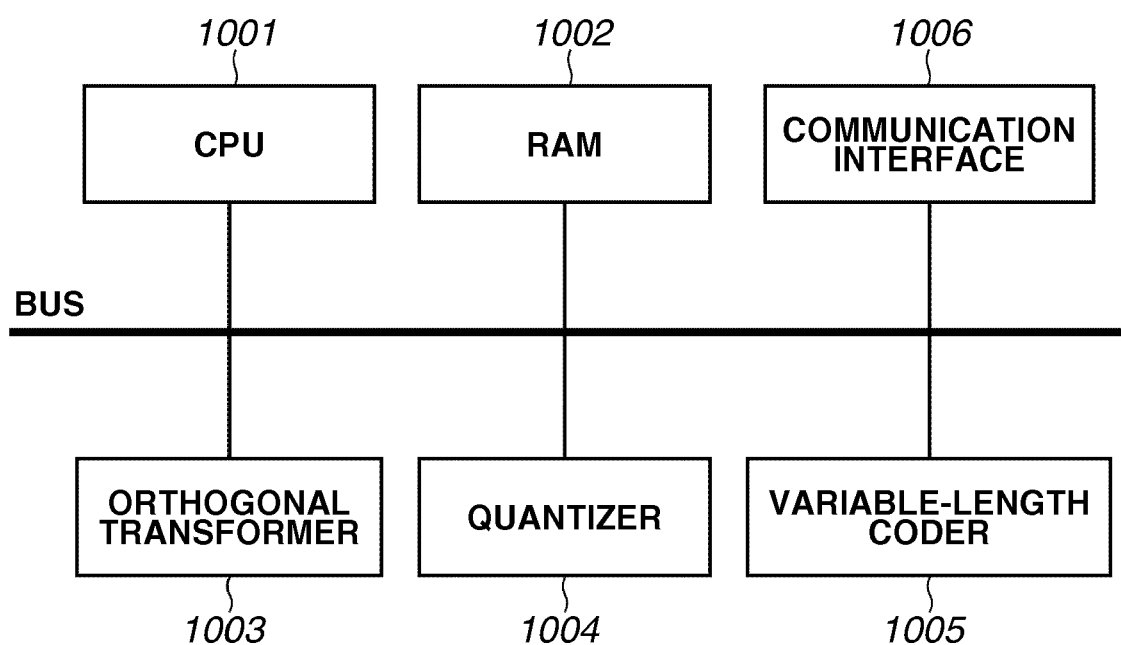 1001
1002
1006
CPU
RAM
COMMUNICATION
INTERFACE
BUS
ORTHOGONAL
TRANSFORMER
QUANTIZER
VARIABLE-LENGTH
CODER
1003
1004
1005